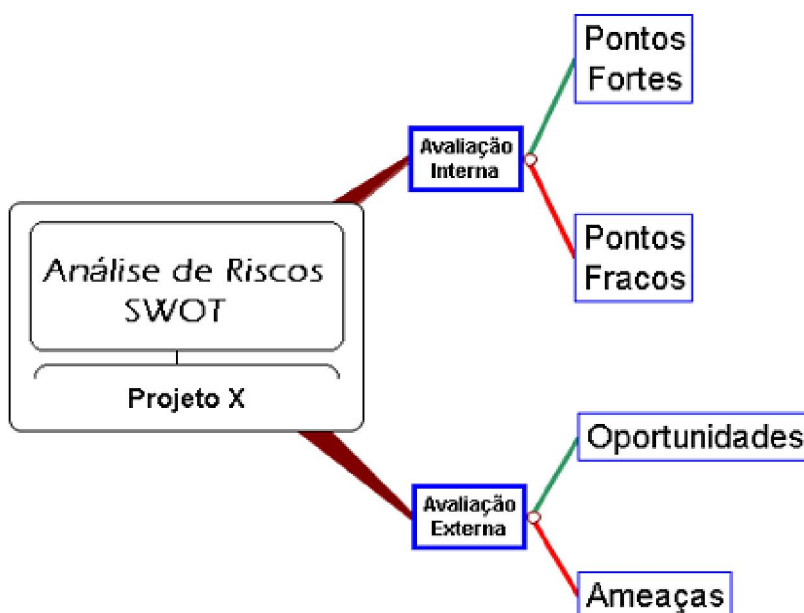 Pontos
Fortes
Avaliação
Interna
Pontos
Fracos
Análise de Riscos
SWOT
Projeto X
Oportunidades
Avaliação
Externa
Ameaças